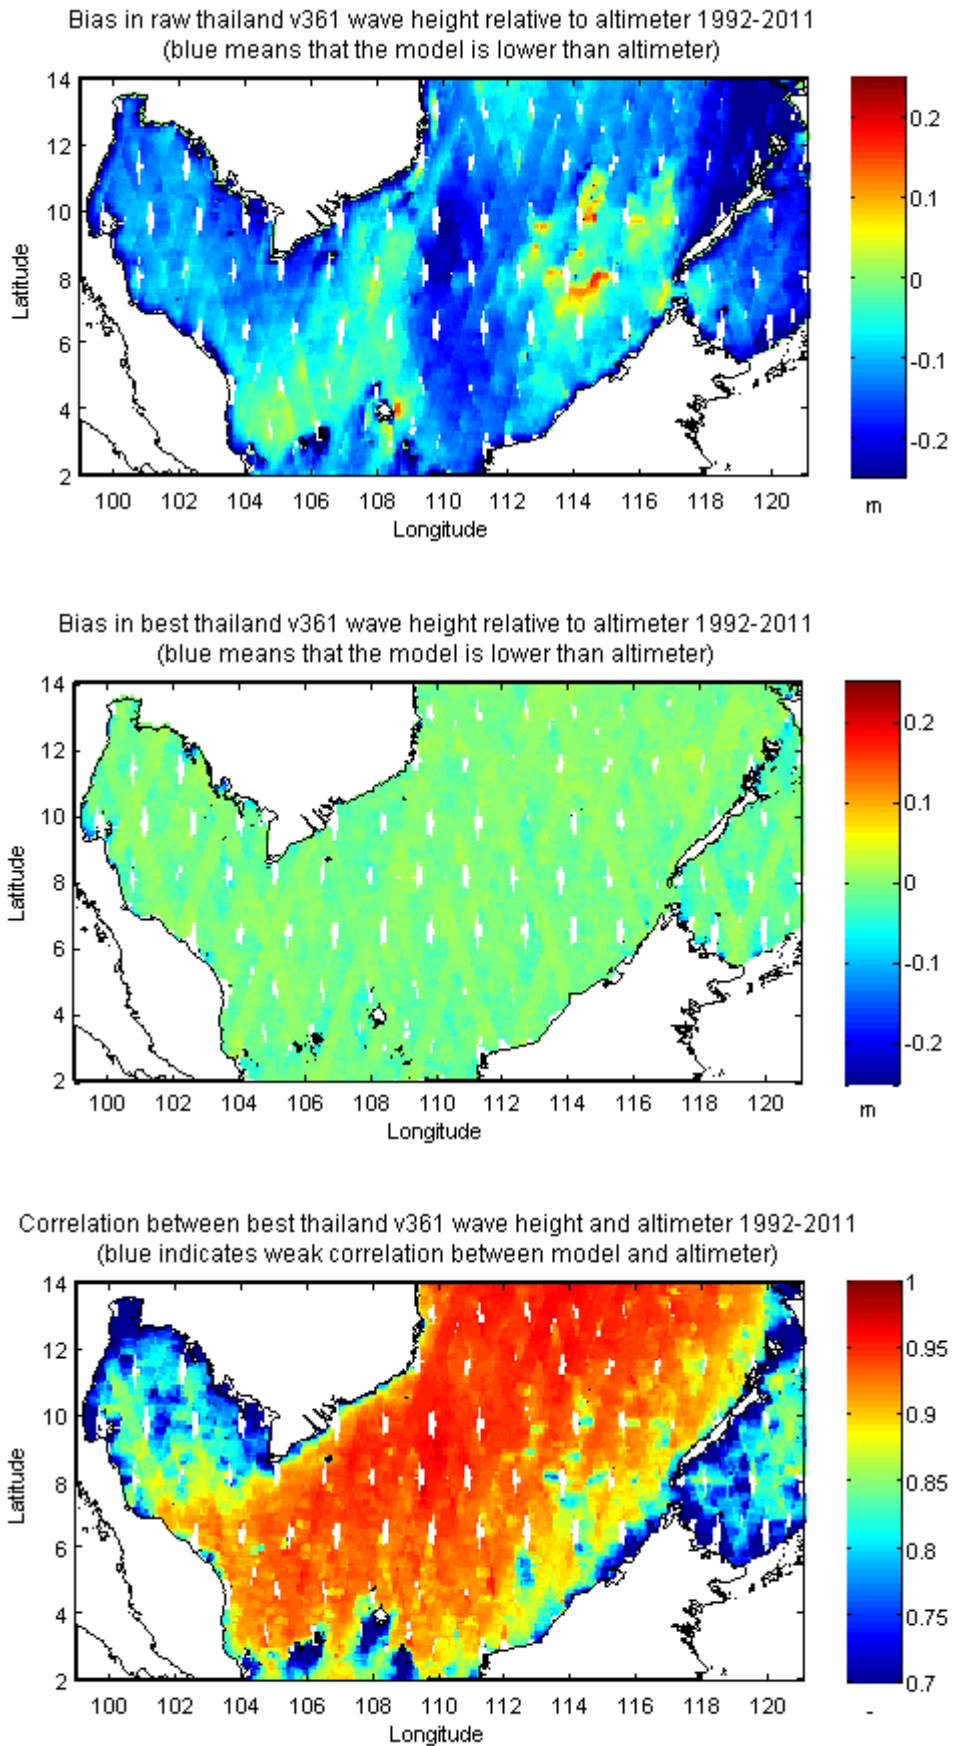 Bias in raw thailand v361 wave height relative to altimeter 1992-2011
(blue means that the model is lower than altimeter)
14
12
10
8
6
4
2
Latitude
100 102 104 106 108 110 112 114 116 118 120
Longitude
0.2
0.1
0
-0.1
-0.2
m
Bias in best thailand v361 wave height relative to altimeter 1992-2011
(blue means that the model is lower than altimeter)
14
12
10
8
6
4
2
Latitude
100 102 104 106 108 110 112 114 116 118 120
Longitude
0.2
0.1
0
-0.1
-0.2
m
Correlation between best thailand v361 wave height and altimeter 1992-2011
(blue indicates weak correlation between model and altimeter)
14
12
10
8
6
4
2
Latitude
100 102 104 106 108 110 112 114 116 118 120
Longitude
1
0.95
0.9
0.85
0.8
0.75
0.7
-